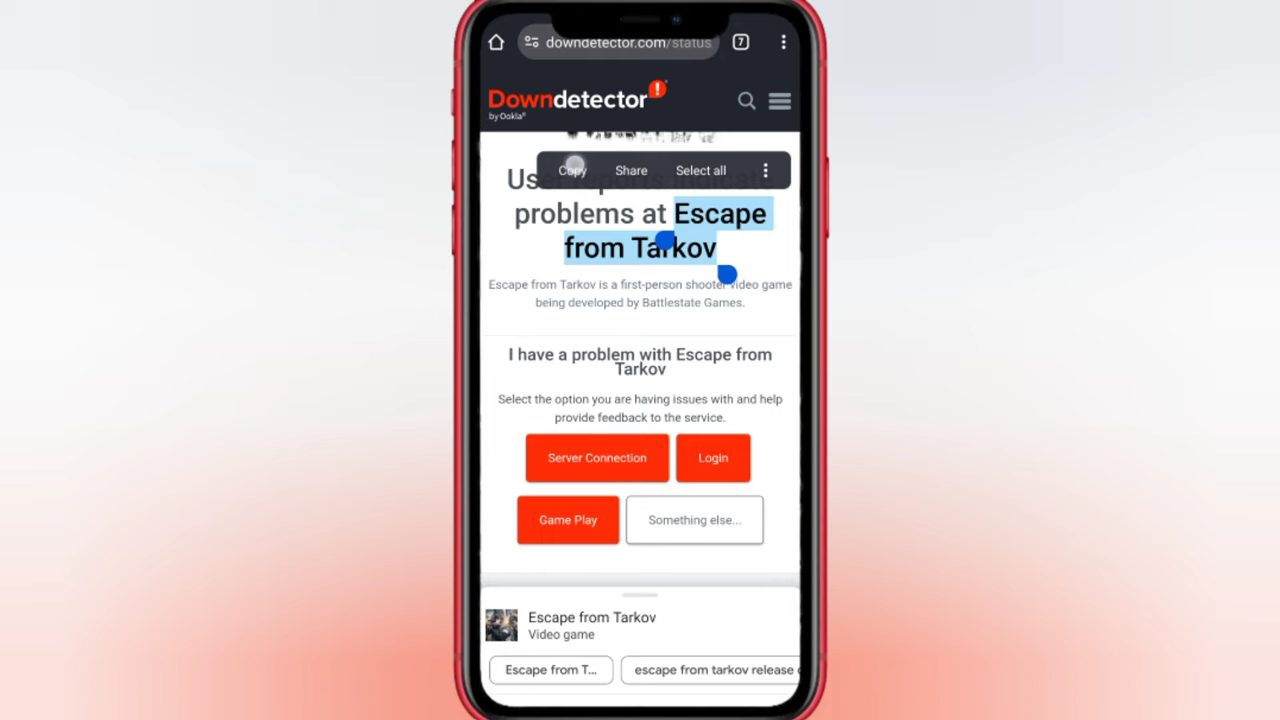 7
downdetector.com/status
Downdetector!
by Ookla®
Copy Share Select all
User reports indicate
problems at Escape
from Tarkov
Escape from Tarkov is a first-person shooter video game
being developed by Battlestate Games.
I have a problem with Escape from
Tarkov
Select the option you are having issues with and help
provide feedback to the service.
Server Connection Login
Game Play Something else...
Escape from Tarkov
Video game
Escape from T... escape from tarkov release